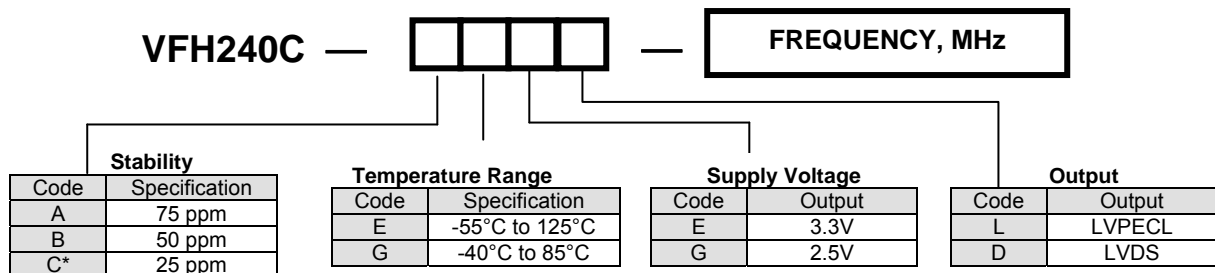 VFH240C — — FREQUENCY, MHz
Stability
Code Specification
A 75 ppm
B 50 ppm
C* 25 ppm
Temperature Range
Code Specification
E -55°C to 125°C
G -40°C to 85°C
Supply Voltage
Code Output
E 3.3V
G 2.5V
Output
Code Output
L LVPECL
D LVDS